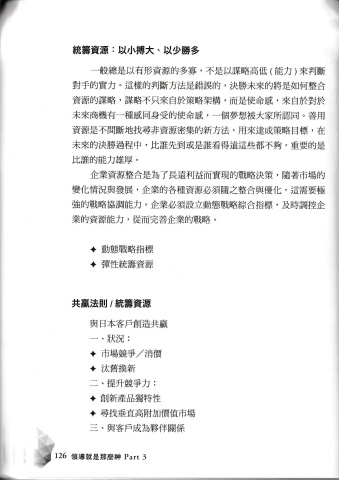 統籌資源：以小搏大、以少勝多
一般總是以有形資源的多寡，不是以謀略高低（能力）來判斷
對手的實力。這樣的判斷方法是錯誤的，決勝未來的將是如何整合
資源的謀略，謀略不只來自於策略架構，而是使命感，來自於對於
未來商機有一種感同身受的使命感，一個夢想被大家所認同。善用
資源是不間斷地找尋非資源密集的新方法，用來達成策略目標，在
未來的決勝過程中，比誰先到或是誰看得遠這些都不夠，重要的是
比誰的能力雄厚。
企業資源整合是為了長遠利益而實現的戰略決策，隨著市場的
變化情況與發展，企業的各種資源必須隨之整合與優化，這需要極
強的戰略協調能力。企業必須設立動態戰略綜合指標，及時調控企
業的資源能力，從而完善企業的戰略。
✦ 動態戰略指標
✦ 彈性統籌資源
共贏法則 / 統籌資源
與日本客戶創造共贏
一、狀況：
✦ 市場競爭／消價
✦ 汰舊換新
二、提升競爭力：
✦ 創新產品獨特性
✦ 尋找垂直高附加價值市場
三、與客戶成為夥伴關係
126 領導就是那麼神 Part 3